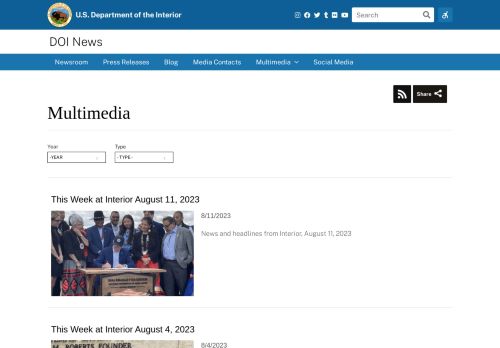 U.S. Department of the Interior
Search
DOI News
Newsroom Press Releases Blog Media Contacts Multimedia Social Media
Share
Multimedia
Year Type
-YEAR - TYPE -
This Week at Interior August 11, 2023
8/11/2023
News and headlines from Interior, August 11, 2023
This Week at Interior August 4, 2023
8/4/2023
M. ROBERTS FOUNDER